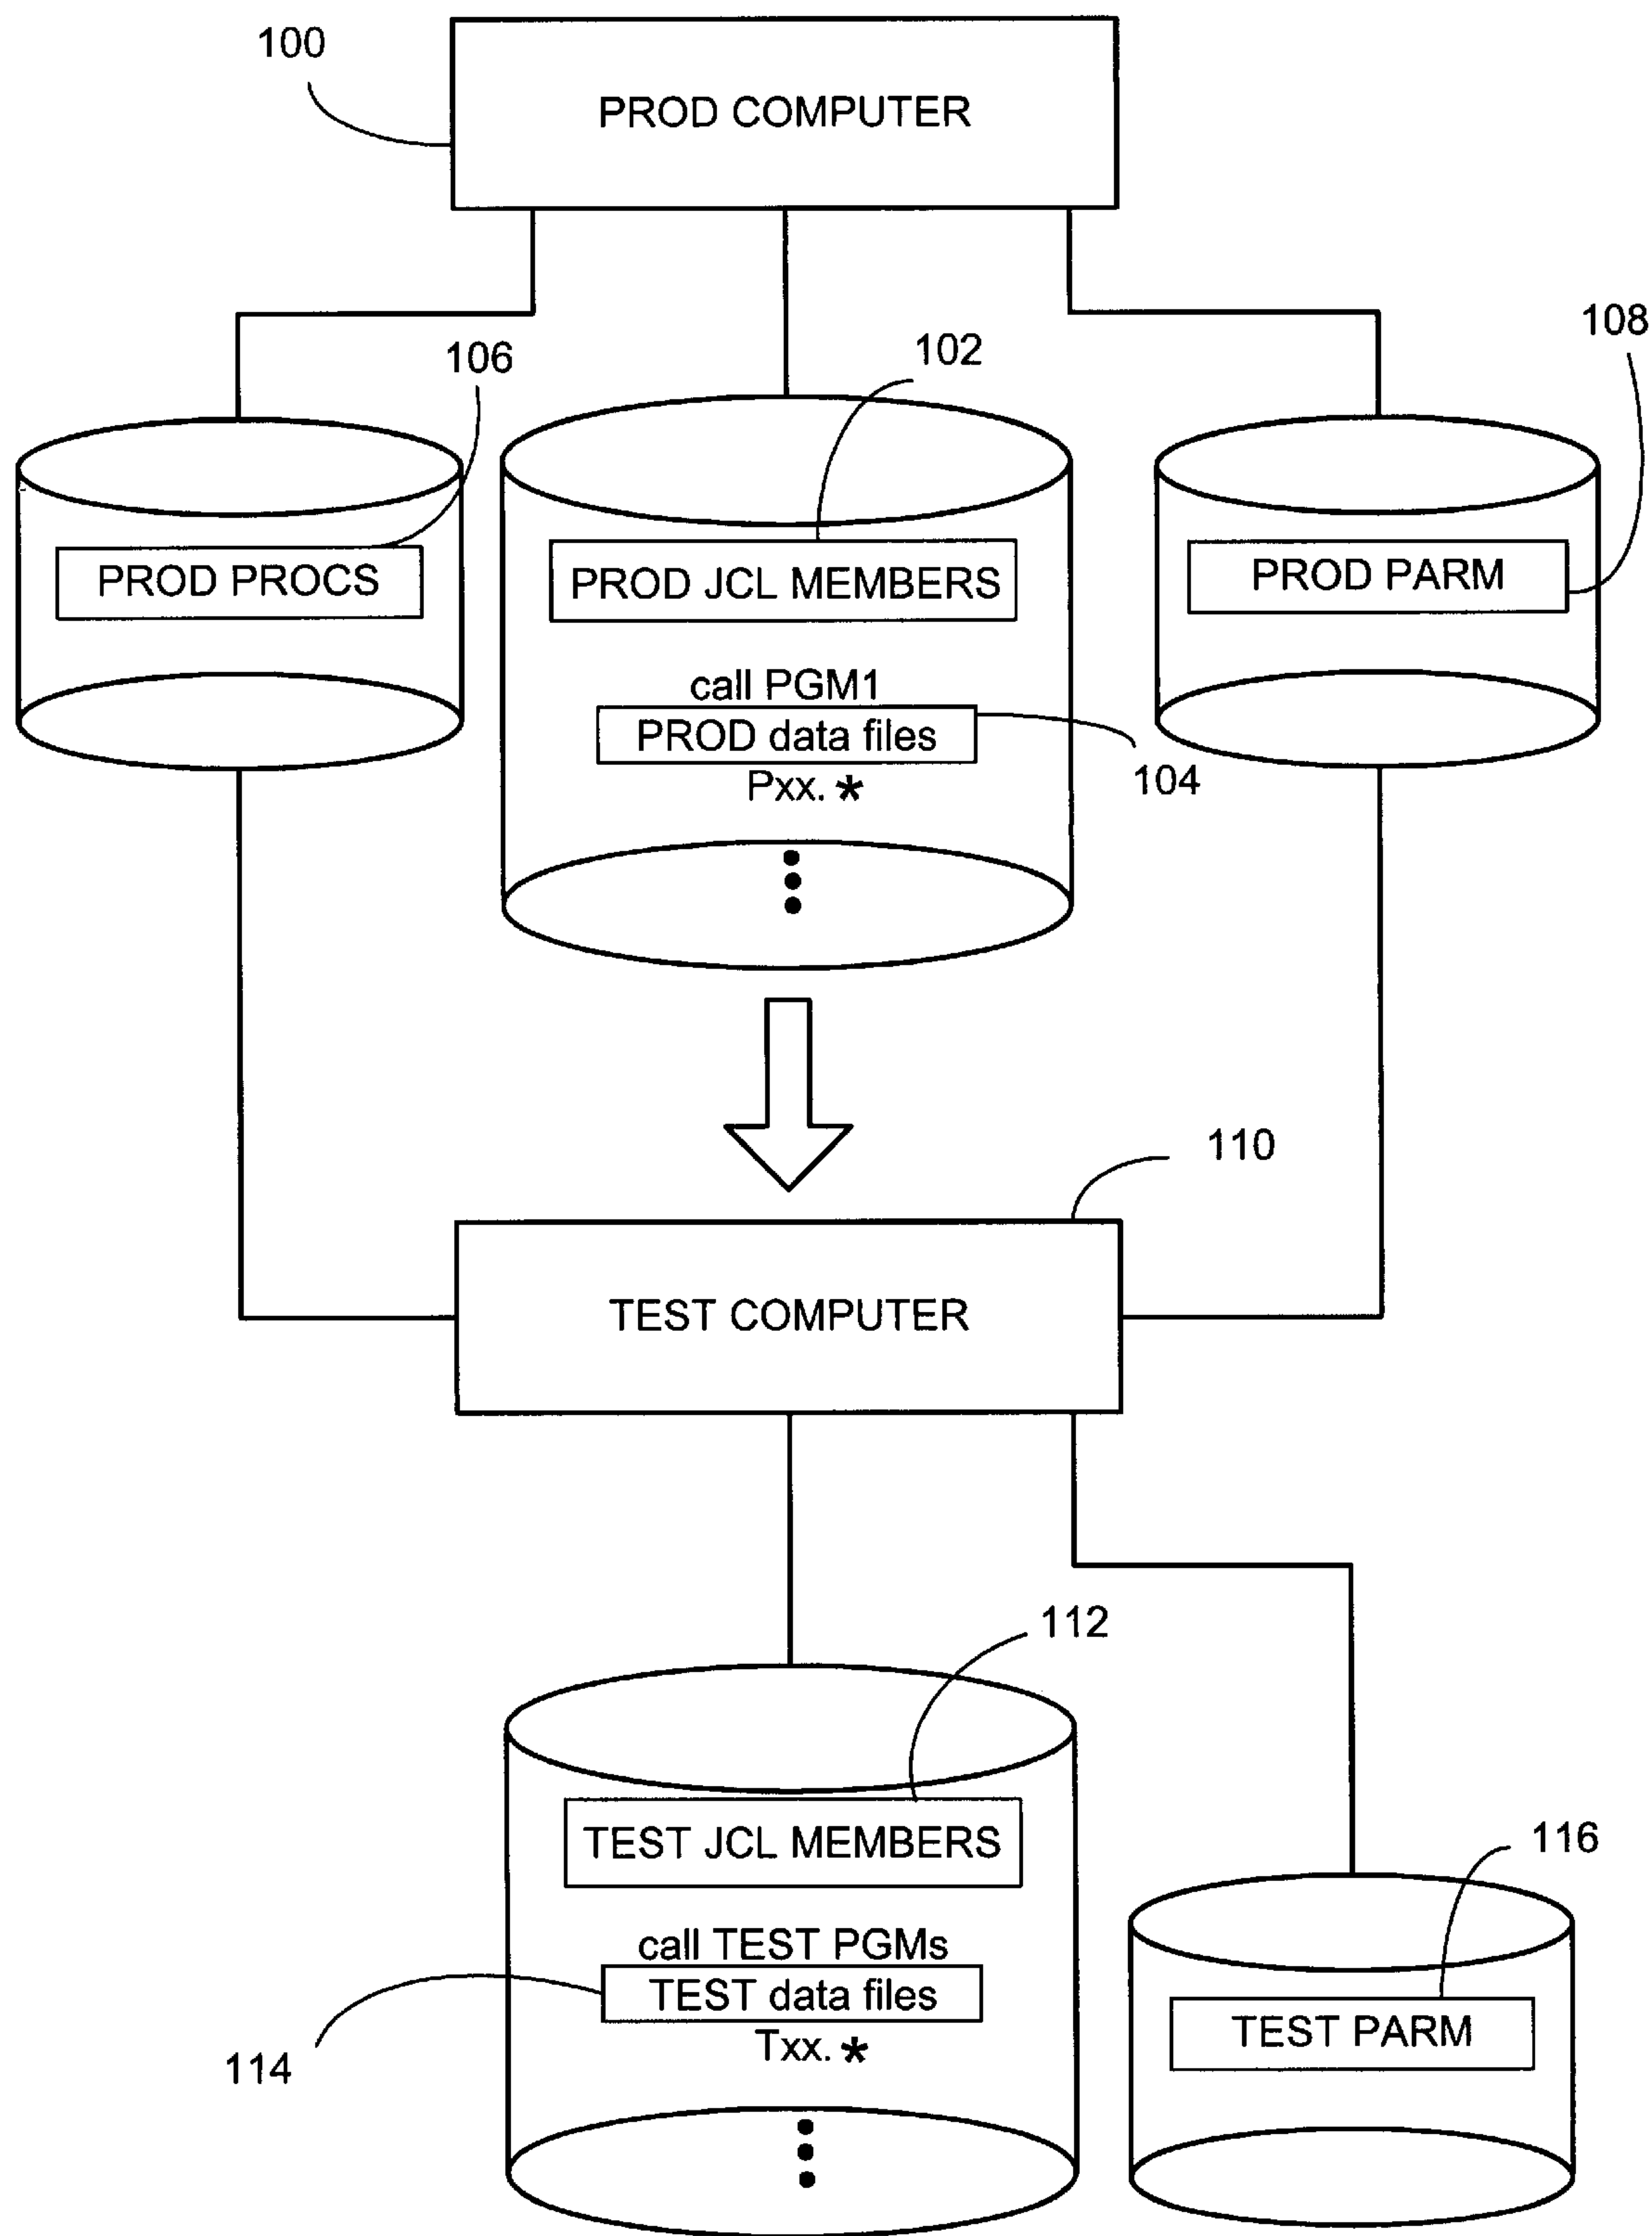 100
PROD COMPUTER
108
106
102
PROD PROCS
PROD JCL MEMBERS
PROD PARM
call PGM1
PROD data files
Pxx. *
104
110
TEST COMPUTER
112
TEST JCL MEMBERS
116
call TEST PGMs
TEST data files
Txx. *
TEST PARM
114